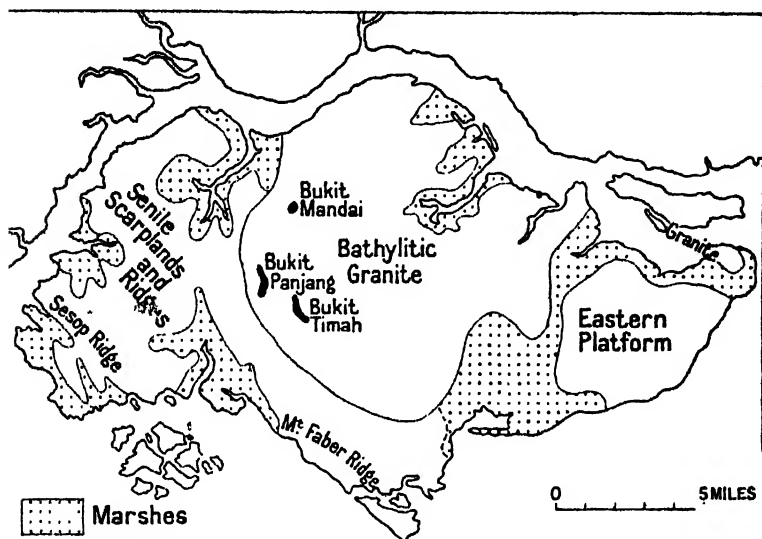 Senile
Scarplands
and
Ridges
Sesop Ridge
Bukit
Mandai
Bathylitic
Granite
Bukit
Panjang
Bukit
Timah
Granite
Eastern
Platform
Mt Faber Ridge
0 5 MILES
Marshes